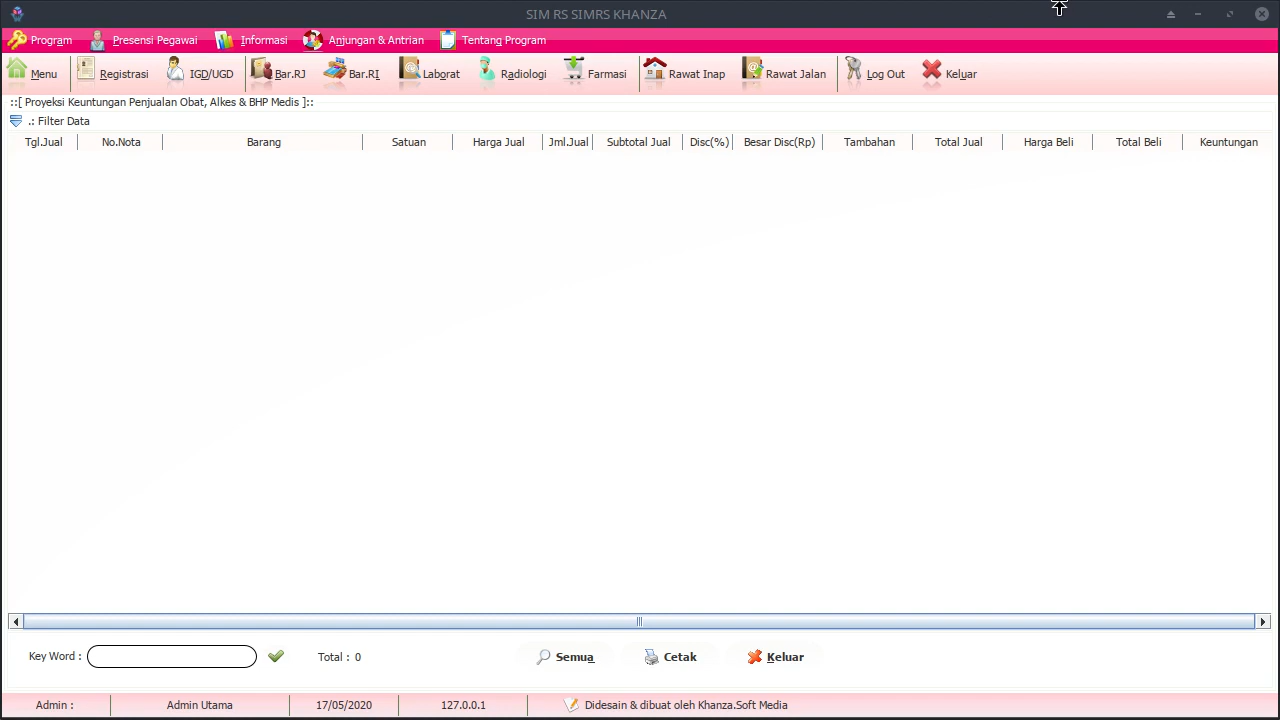 SIM RS SIMRS KHANZA
Program Presensi Pegawai Informasi Anjungan & Antrian Tentang Program
Menu Registrasi IGD/UGD Bar.RJ Bar.RI Laborat Radiologi Farmasi Rawat Inap Rawat Jalan Log Out Keluar
::[ Proyeksi Keuntungan Penjualan Obat, Alkes & BHP Medis ]::
.: Filter Data
Tgl.Jual No.Nota Barang Satuan Harga Jual Jml.Jual Subtotal Jual Disc(%) Besar Disc(Rp) Tambahan Total Jual Harga Beli Total Beli Keuntungan
Key Word : Total : 0 Semua Cetak Keluar
Admin : Admin Utama 17/05/2020 127.0.0.1 Didesain & dibuat oleh Khanza.Soft Media